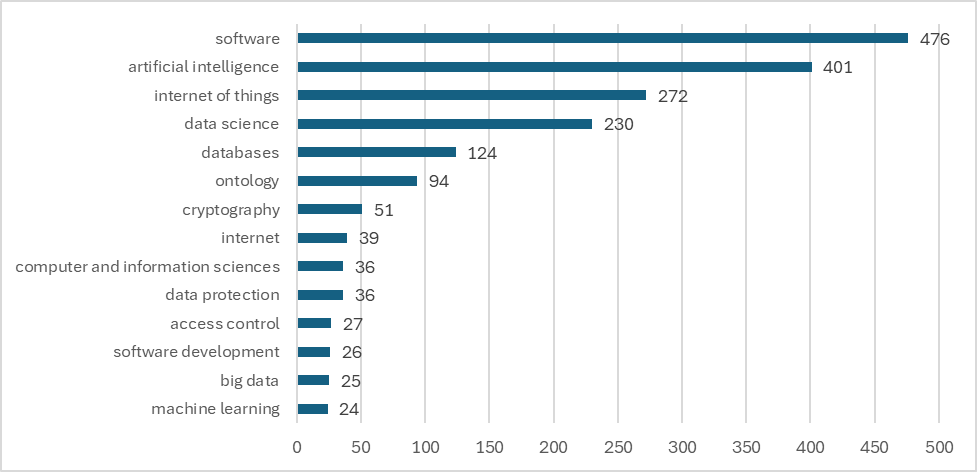 software 476
artificial intelligence 401
internet of things 272
data science 230
databases 124
ontology 94
cryptography 51
internet 39
computer and information sciences 36
data protection 36
access control 27
software development 26
big data 25
machine learning 24
0 50 100 150 200 250 300 350 400 450 500